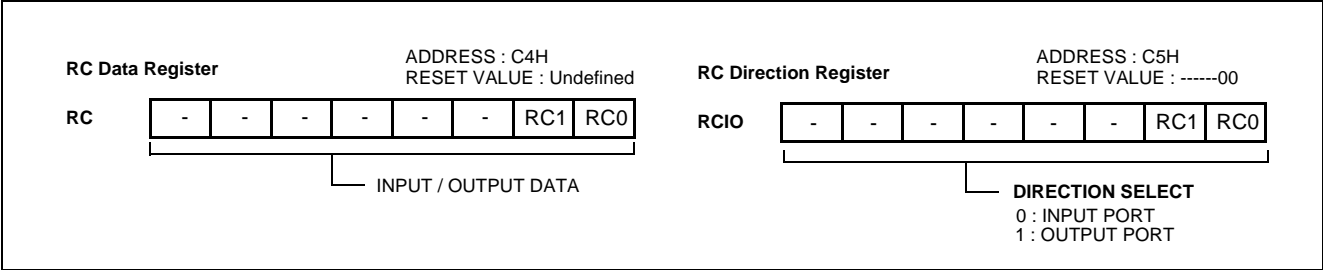 RC Data Register
ADDRESS : C4H
RESET VALUE : Undefined
RC - - - - - - RC1 RC0
INPUT / OUTPUT DATA
RC Direction Register
ADDRESS : C5H
RESET VALUE : ------00
RCIO - - - - - - RC1 RC0
DIRECTION SELECT
0 : INPUT PORT
1 : OUTPUT PORT